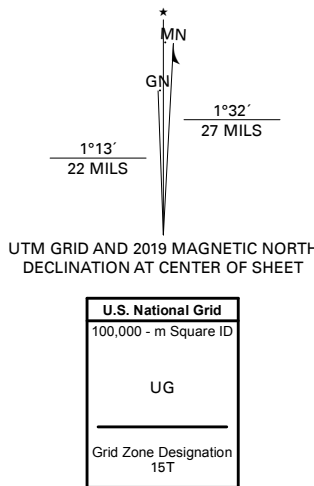 MN
GN
1°32´
27 MILS
1°13´
22 MILS
UTM GRID AND 2019 MAGNETIC NORTH
DECLINATION AT CENTER OF SHEET
U.S. National Grid
100,000 - m Square ID
UG
Grid Zone Designation
15T